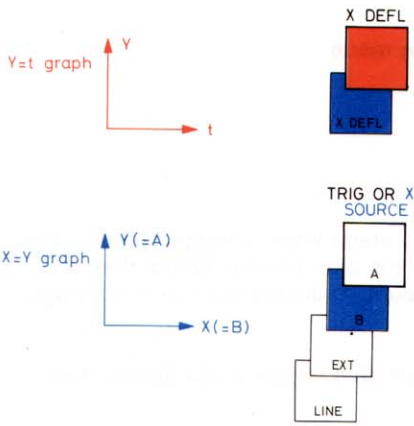 X DEFL
Y
Y=t graph
t
X DEFL
TRIG OR X
SOURCE
Y(=A)
X=Y graph
X(=B)
A
B
EXT
LINE